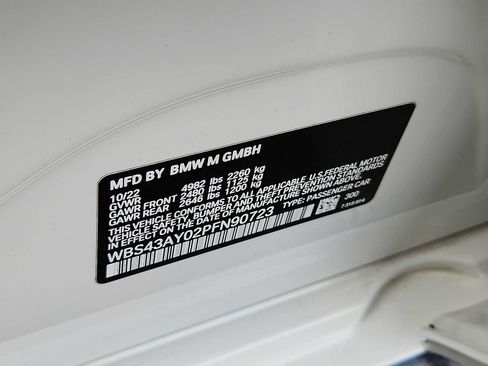 MFD BY BMW M GMBH
10/22
GVWR 4982 lbs 2260 kg
GAWR FRONT 2480 lbs 1125 kg
GAWR REAR 2646 lbs 1200 kg
THIS VEHICLE CONFORMS TO ALL APPLICABLE U.S. FEDERAL MOTOR
VEHICLE SAFETY, BUMPER, AND THEFT PREVENTION STANDARDS
IN EFFECT ON THE DATE OF MANUFACTURE SHOWN ABOVE.
WBS43AY02PFN90723 TYPE: PASSENGER CAR
300